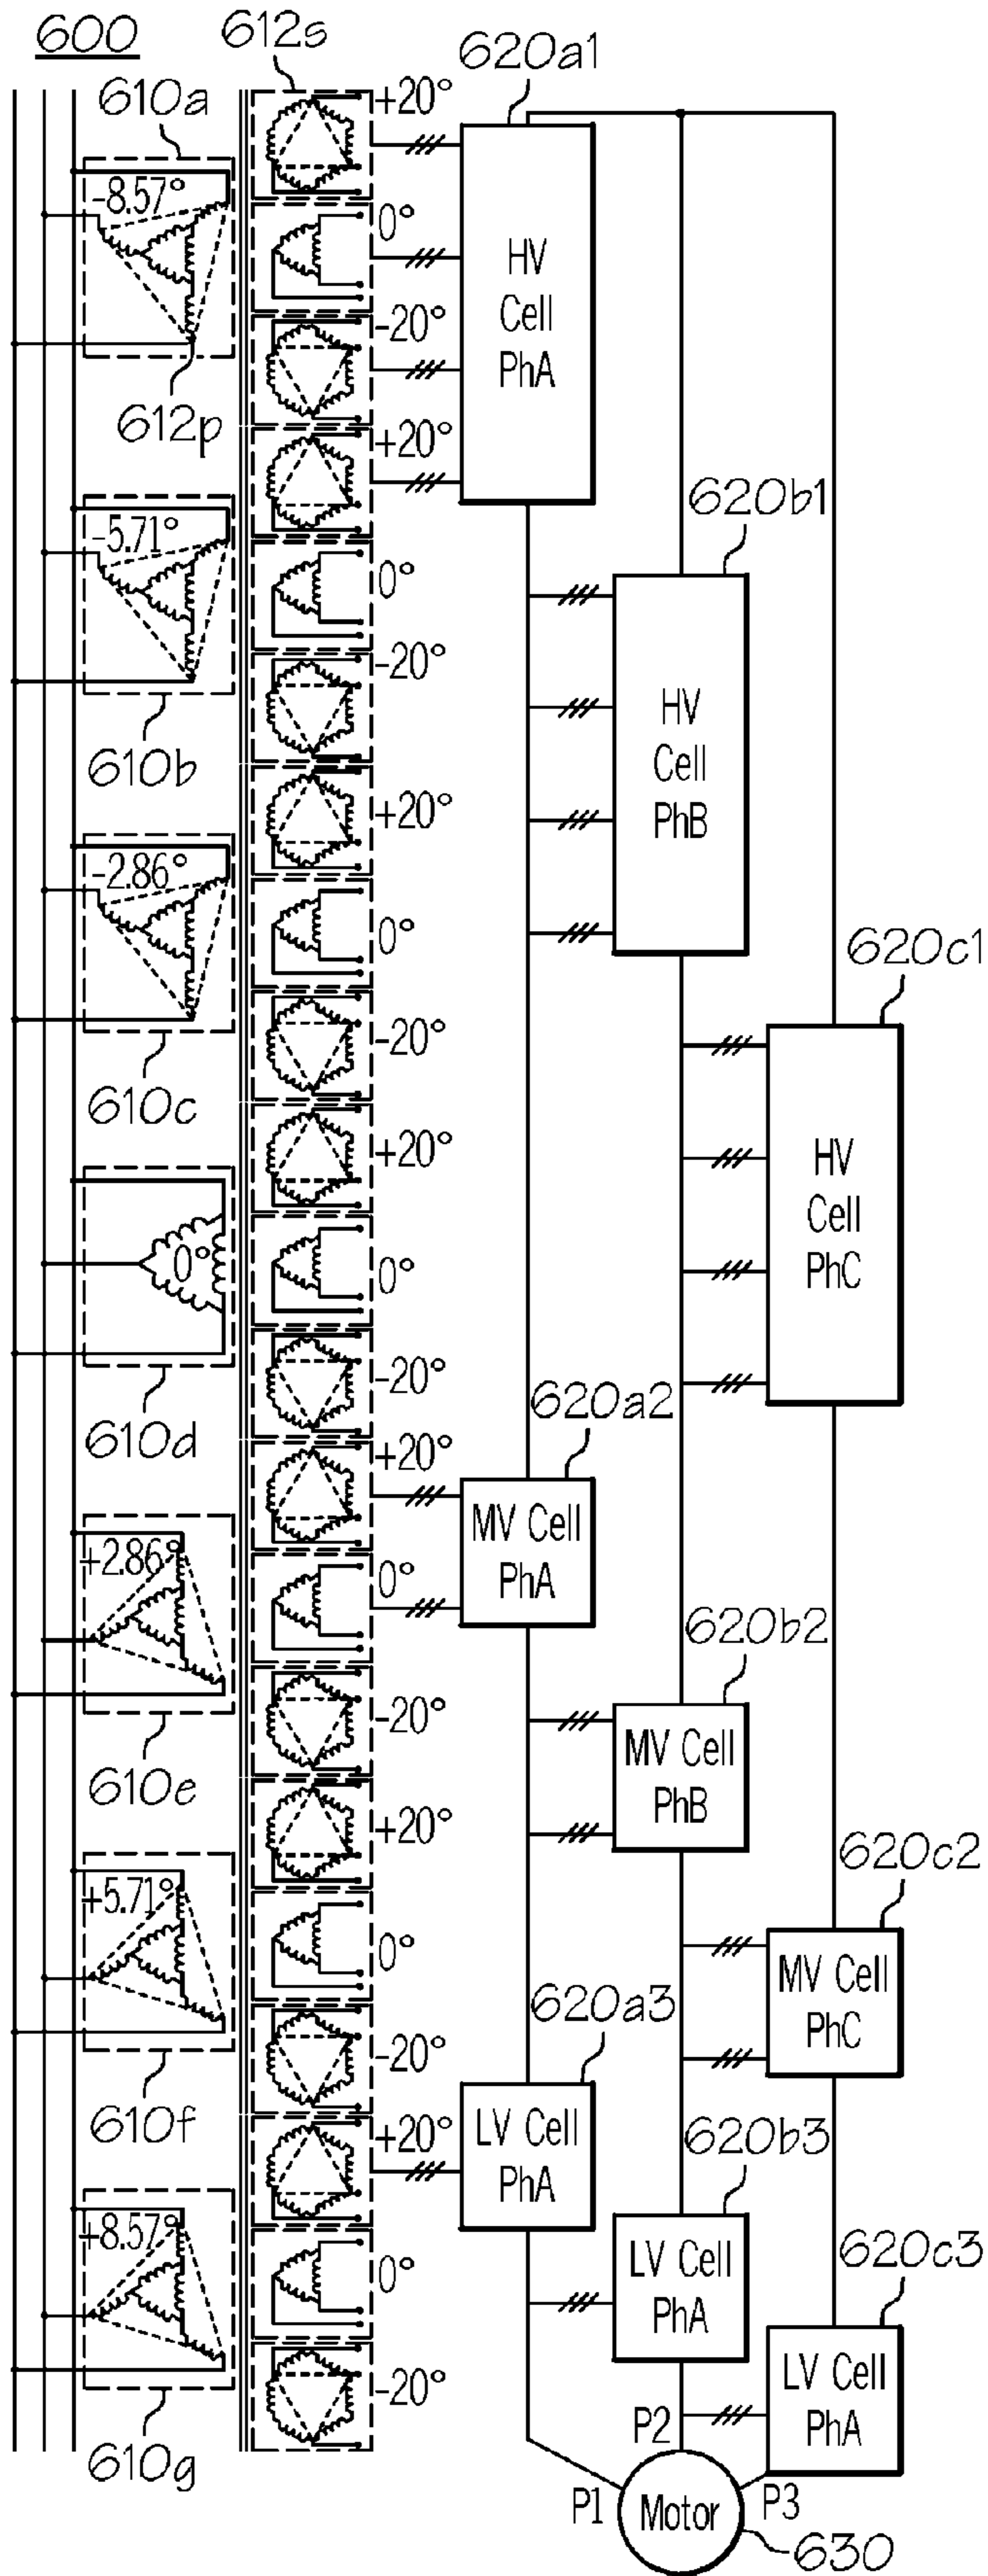 600
612s
620a1
610a
+20°
-8.57°
0°
HV
Cell
PhA
-20°
612p
+20°
620b1
-5.71°
0°
-20°
610b
HV
Cell
PhB
+20°
-2.86°
0°
620c1
-20°
610c
+20°
HV
Cell
PhC
0°
0°
-20°
620a2
610d
+20°
MV Cell
PhA
+2.86°
0°
620b2
-20°
MV Cell
PhB
610e
+20°
620c2
+5.71°
0°
MV Cell
PhC
620a3
-20°
610f
+20°
LV Cell
PhA
620b3
+8.57°
0°
LV Cell
PhA
620c3
-20°
LV Cell
PhA
610g
P2
P1
Motor
P3
630